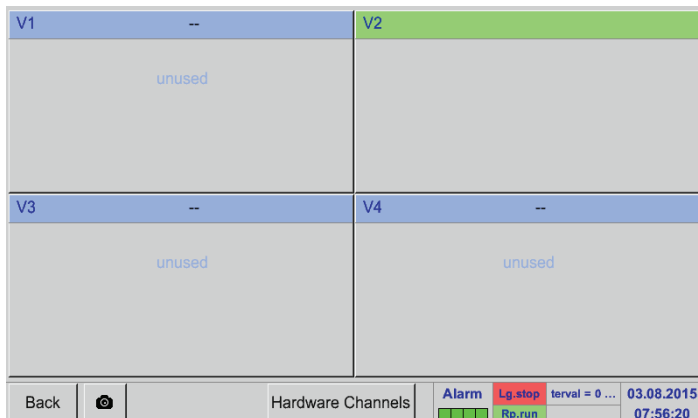 V1 --
V2
unused
V3 --
V4 --
unused
unused
Back
Hardware Channels
Alarm
Lg.stop
Rp.run
terval = 0 ...
03.08.2015
07:56:20